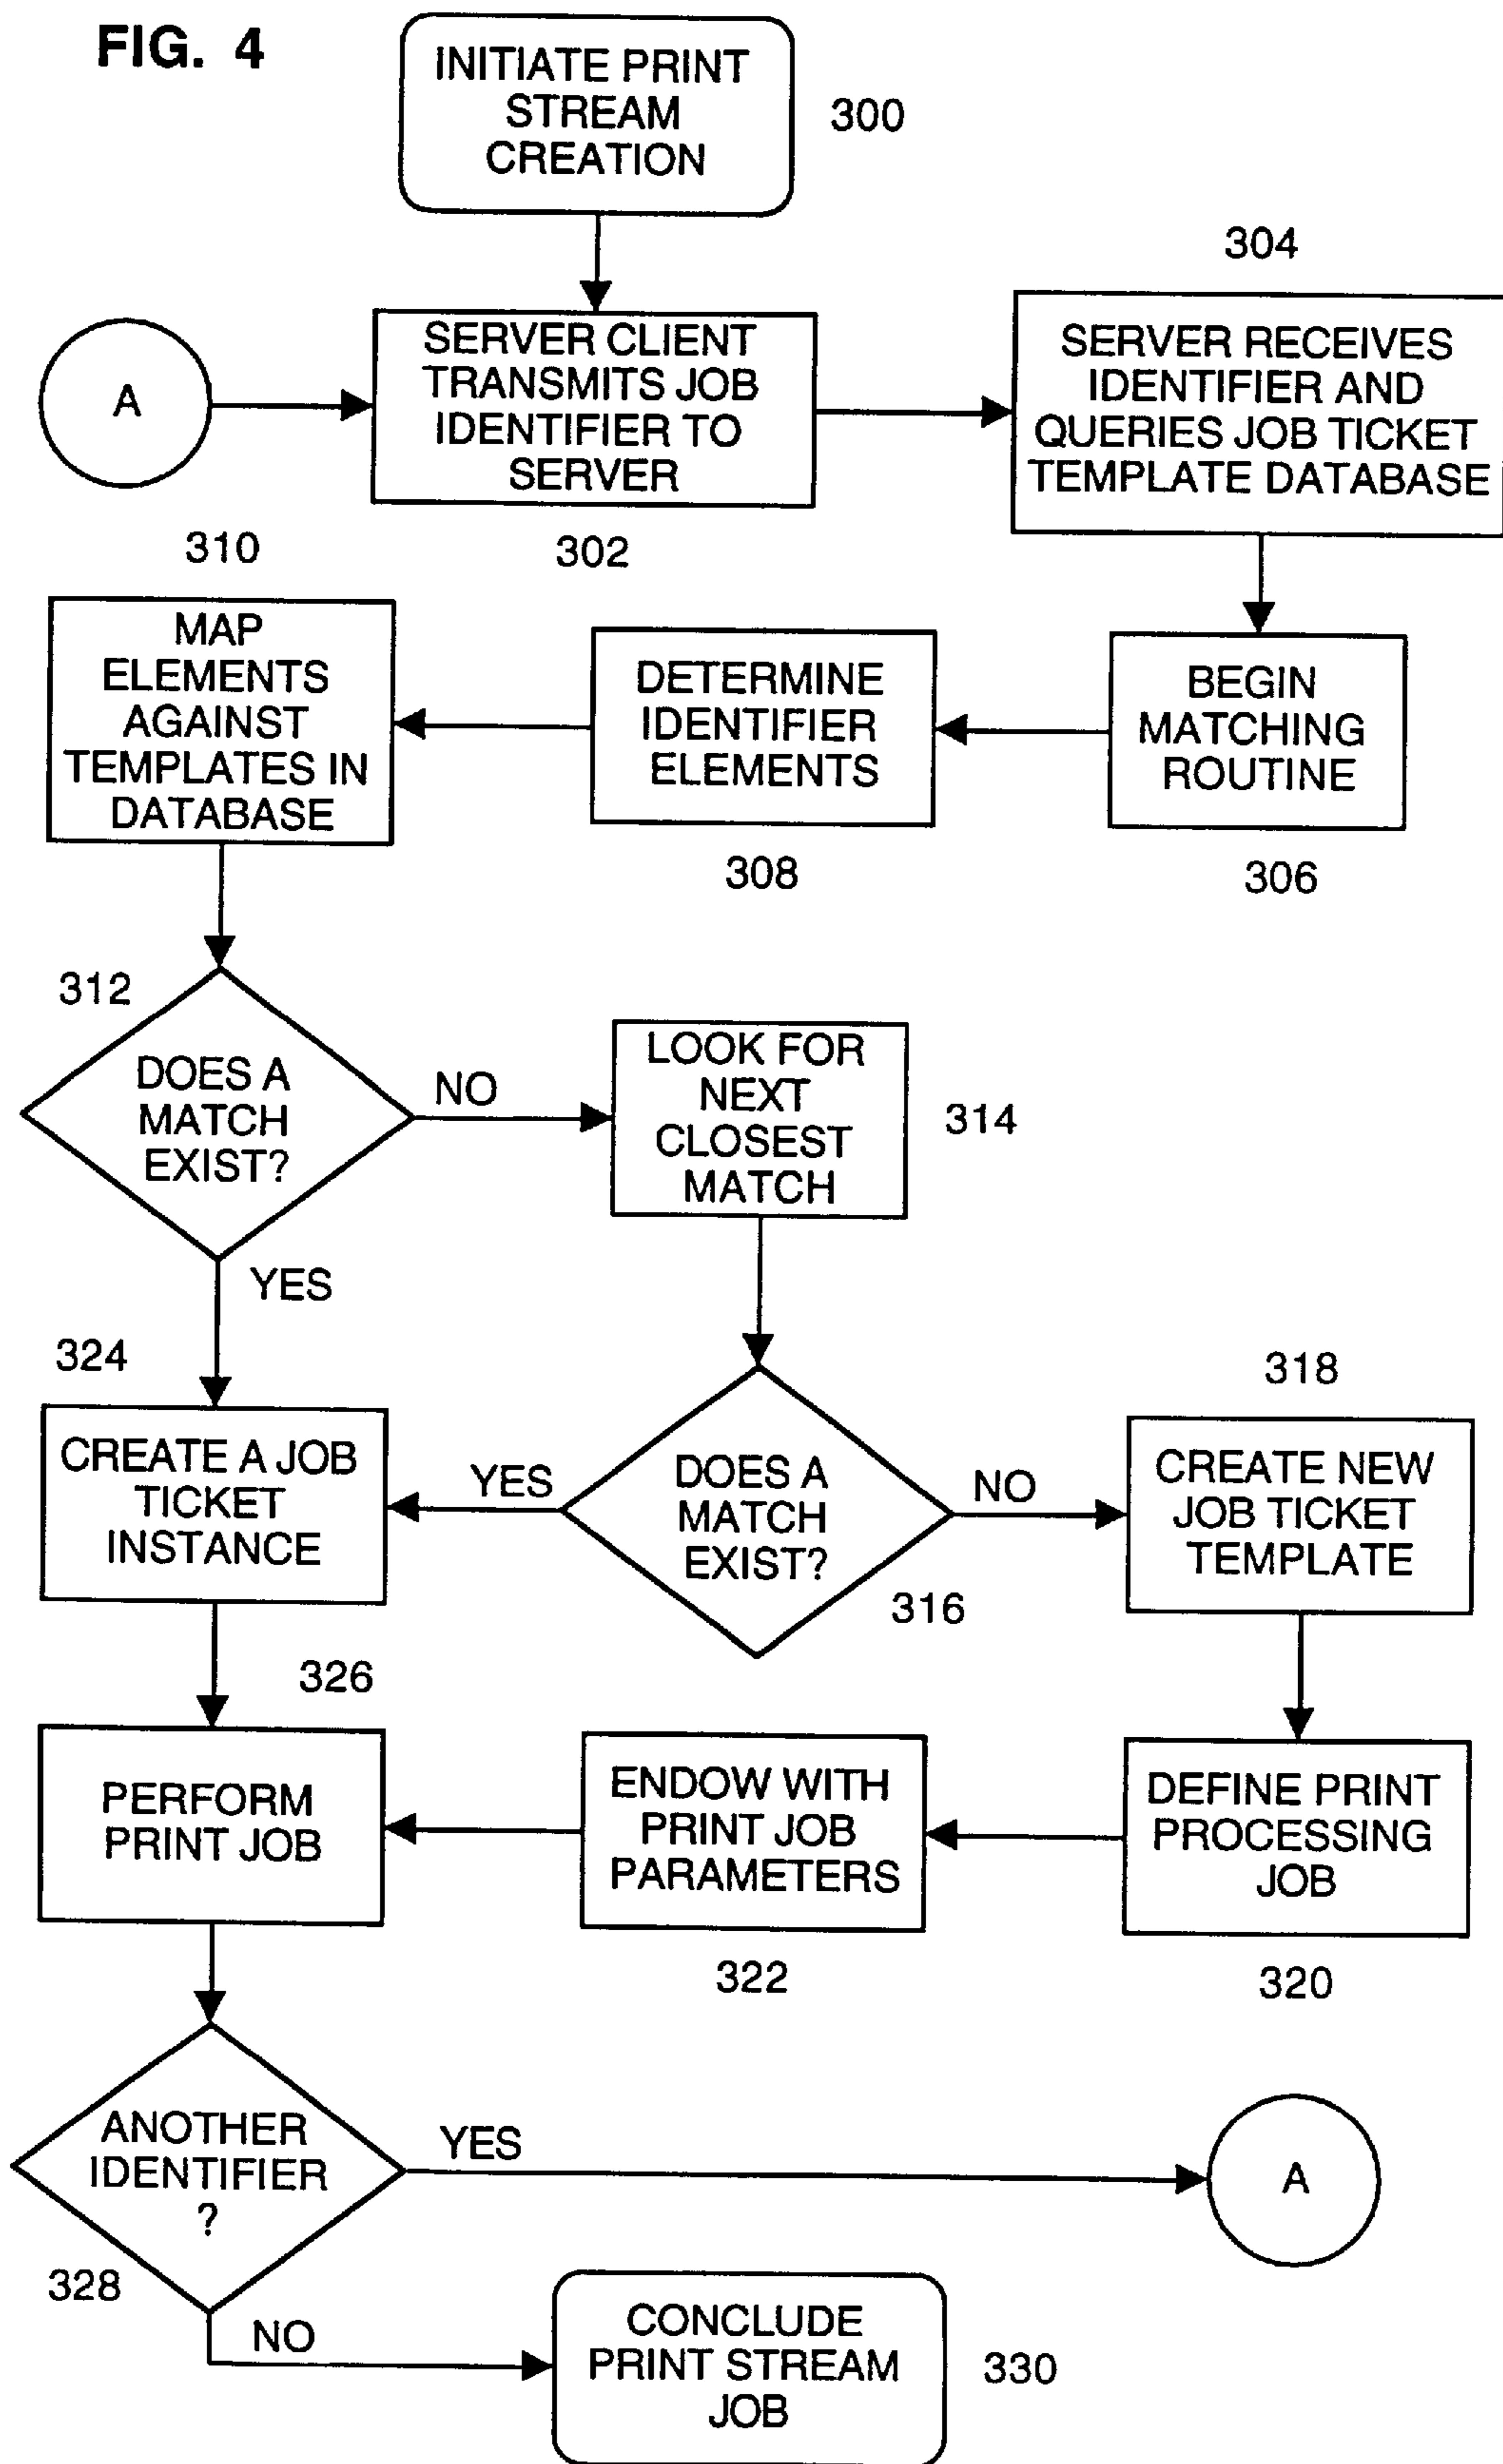 FIG. 4
INITIATE PRINT
STREAM
CREATION
300
304
A
SERVER CLIENT
TRANSMITS JOB
IDENTIFIER TO
SERVER
302
SERVER RECEIVES
IDENTIFIER AND
QUERIES JOB TICKET
TEMPLATE DATABASE
310
MAP
ELEMENTS
AGAINST
TEMPLATES IN
DATABASE
DETERMINE
IDENTIFIER
ELEMENTS
308
BEGIN
MATCHING
ROUTINE
306
312
DOES A
MATCH
EXIST?
NO
LOOK FOR
NEXT
CLOSEST
MATCH
314
YES
324
CREATE A JOB
TICKET
INSTANCE
YES
DOES A
MATCH
EXIST?
316
NO
318
CREATE NEW
JOB TICKET
TEMPLATE
326
PERFORM
PRINT JOB
ENDOW WITH
PRINT JOB
PARAMETERS
322
DEFINE PRINT
PROCESSING
JOB
320
ANOTHER
IDENTIFIER
?
YES
A
328
NO
CONCLUDE
PRINT STREAM
JOB
330